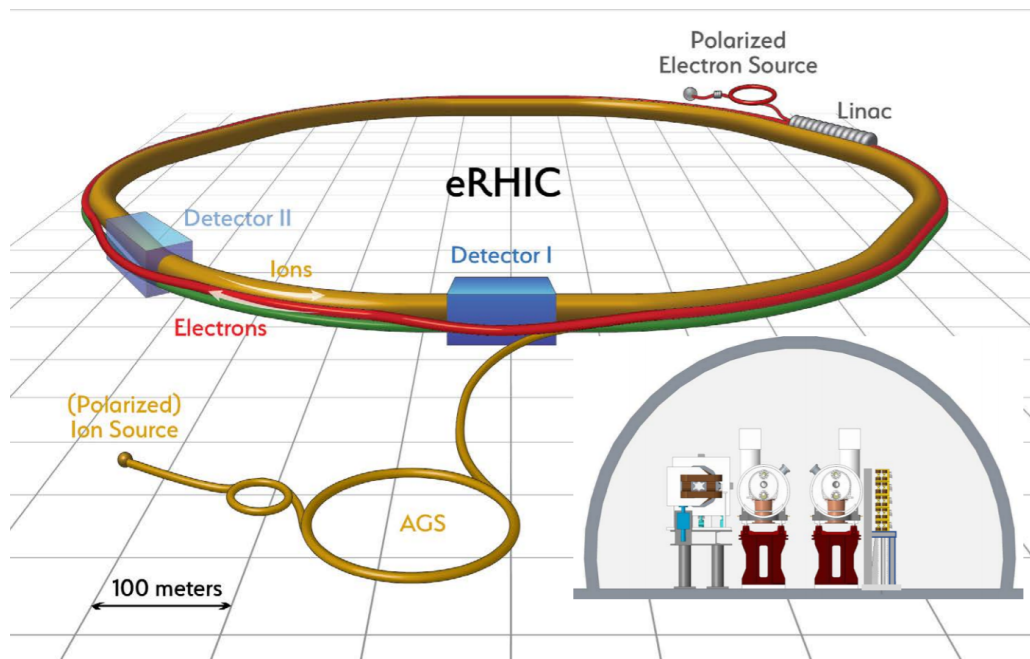 Polarized
Electron Source
Linac
eRHIC
Detector II
Detector I
Ions
Electrons
(Polarized)
Ion Source
AGS
100 meters